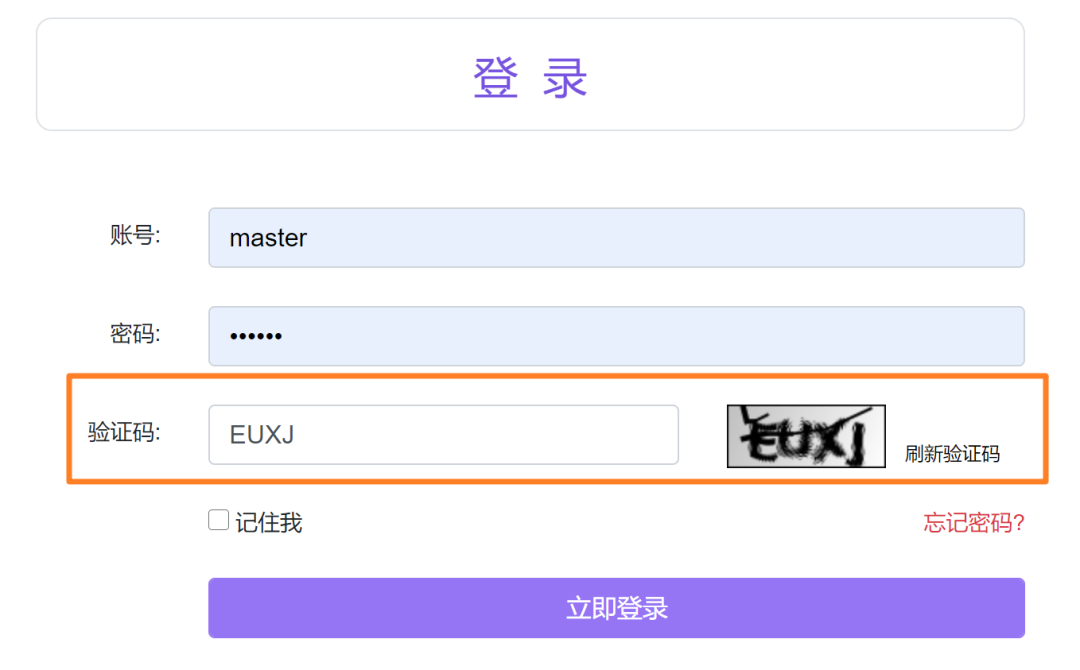 登 录
账号: master
密码: ••••••
验证码: EUXJ EUXJ 刷新验证码
记住我 忘记密码?
立即登录